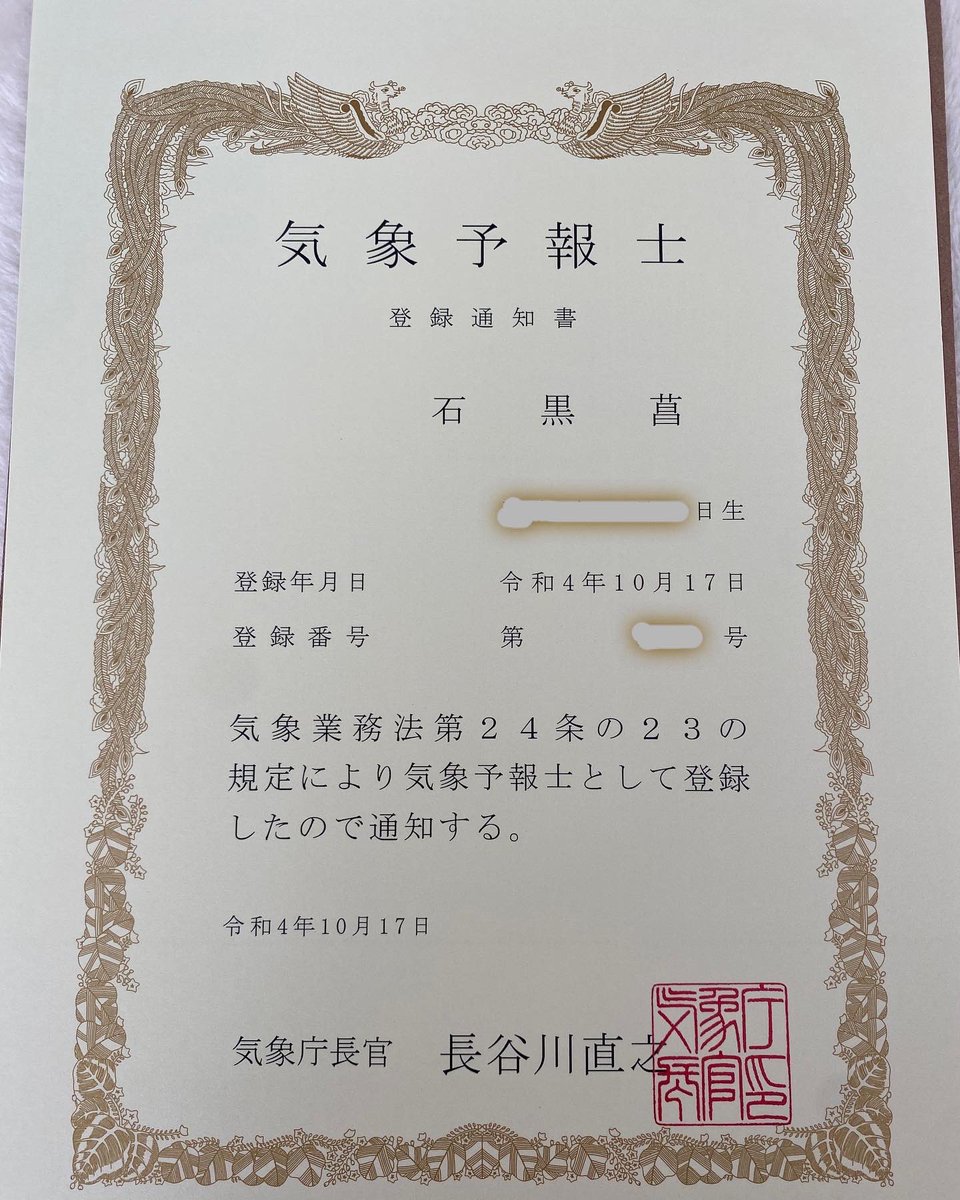 気象予報士
登録通知書
石黒菖
日生
登録年月日 令和4年10月17日
登録番号 第 号
気象業務法第24条の23の
規定により気象予報士として登録
したので通知する。
令和4年10月17日
気象庁長官 長谷川直之